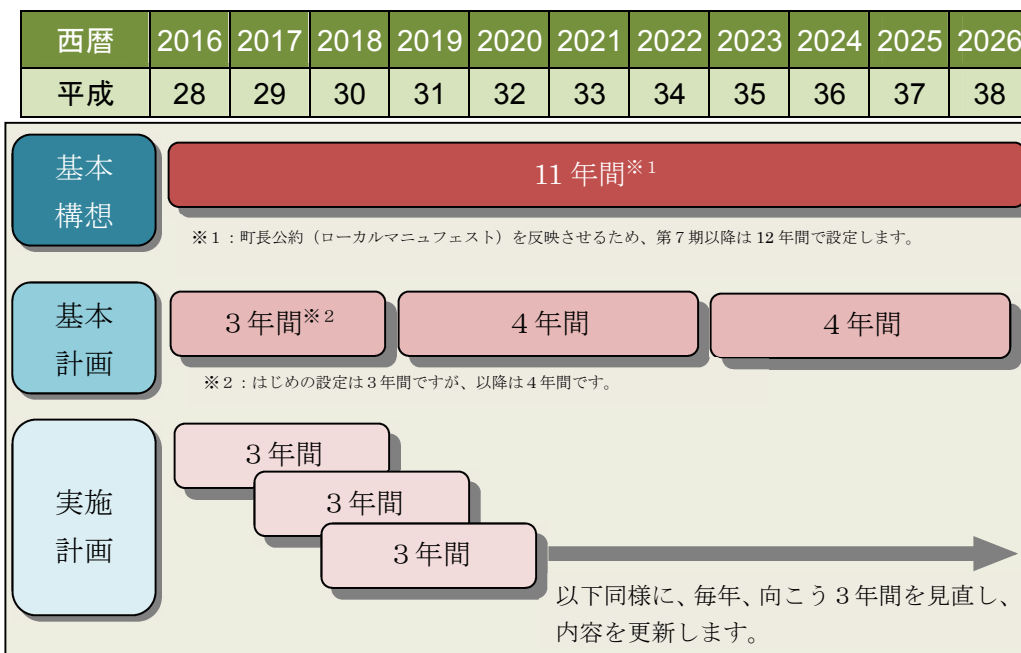 西暦 2016 2017 2018 2019 2020 2021 2022 2023 2024 2025 2026
平成 28 29 30 31 32 33 34 35 36 37 38
基本
構想
11 年間※1
※1：町長公約（ローカルマニュフェスト）を反映させるため、第7期以降は 12 年間で設定します。
基本
計画
３年間※2
４年間
４年間
※2：はじめの設定は３年間ですが、以降は４年間です。
実施
計画
３年間
３年間
３年間
以下同様に、毎年、向こう３年間を見直し、
内容を更新します。